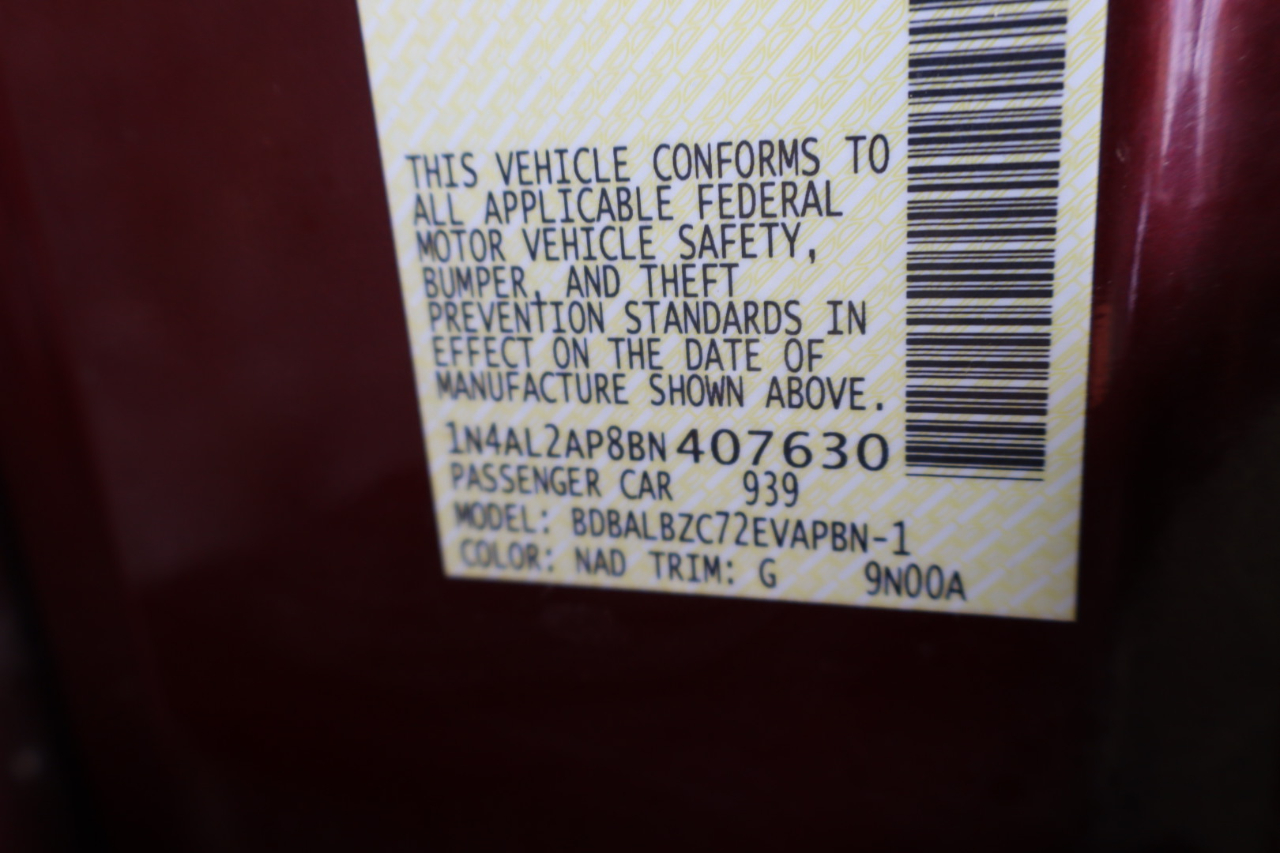 THIS VEHICLE CONFORMS TO
ALL APPLICABLE FEDERAL
MOTOR VEHICLE SAFETY,
BUMPER, AND THEFT
PREVENTION STANDARDS IN
EFFECT ON THE DATE OF
MANUFACTURE SHOWN ABOVE.
1N4AL2AP8BN407630
PASSENGER CAR 939
MODEL: BDBALBZC72EVAPBN-1
COLOR: NAD TRIM: G 9N00A